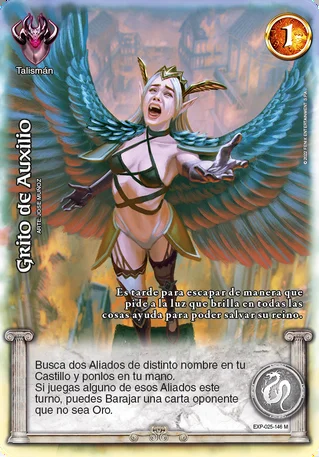 Talismán
1
Grito de Auxilio
ARTE: JOSE MUÑOZ
Es tarde para escapar de manera que
pide a la luz que brilla en todas las
cosas ayuda para poder salvar su reino.
Busca dos Aliados de distinto nombre en tu
Castillo y ponlos en tu mano.
Si juegas alguno de esos Aliados este
turno, puedes Barajar una carta oponente
que no sea Oro.
EXP-025-146 M